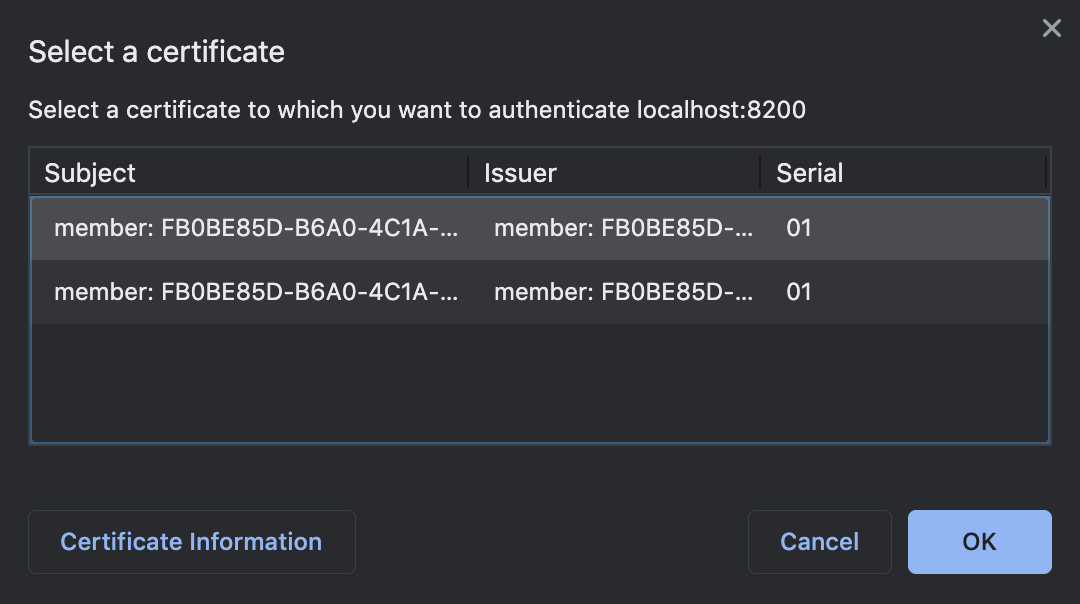 Select a certificate
Select a certificate to which you want to authenticate localhost:8200
Subject Issuer Serial
member: FB0BE85D-B6A0-4C1A-... member: FB0BE85D-... 01
member: FB0BE85D-B6A0-4C1A-... member: FB0BE85D-... 01
Certificate Information Cancel OK